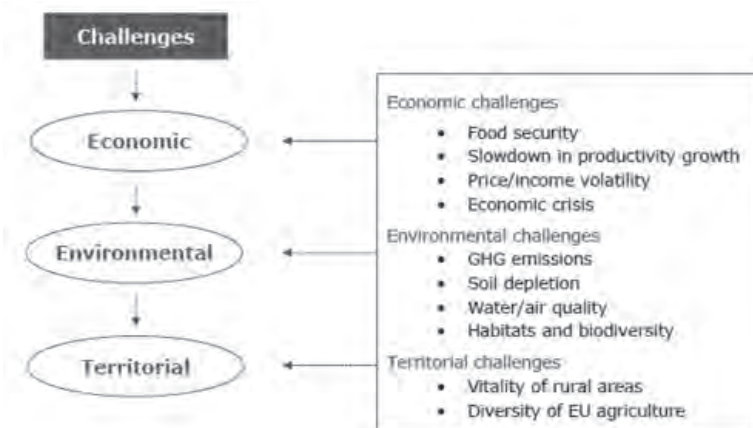 Challenges
Economic
Environmental
Territorial
Economic challenges
• Food security
• Slowdown in productivity growth
• Price/income volatility
• Economic crisis
Environmental challenges
• GHG emissions
• Soil depletion
• Water/air quality
• Habitats and biodiversity
Territorial challenges
• Vitality of rural areas
• Diversity of EU agriculture